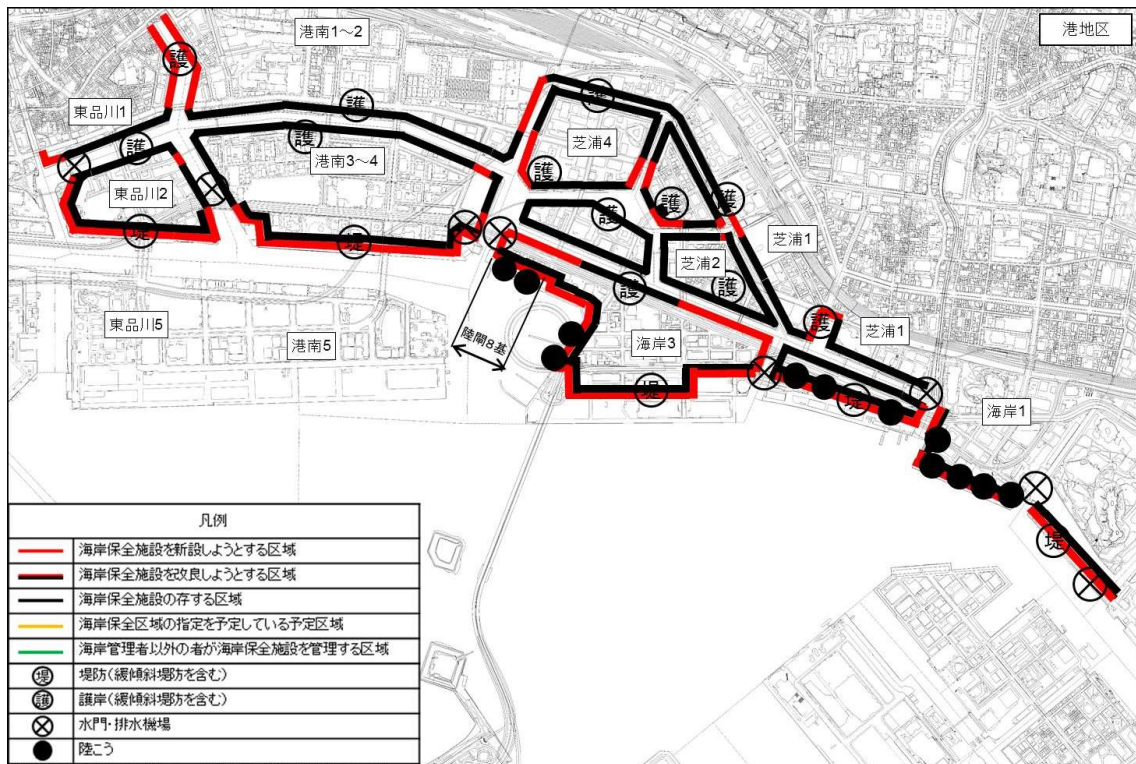 港地区
港南1～2
護
東品川1
護
護
護
護
港南3～4
芝浦4
護
護
護
東品川2
護
堤
堤
芝浦1
芝浦2
護
護
東品川5
港南5
陸閘8基
海岸3
護
芝浦1
堤
堤
海岸1
堤
凡例
海岸保全施設を新設しようとする区域
海岸保全施設を改良しようとする区域
海岸保全施設の存する区域
海岸保全区域の指定を予定している予定区域
海岸管理者以外の者が海岸保全施設を管理する区域
堤 堤防(緩傾斜堤防を含む)
護 護岸(緩傾斜堤防を含む)
水門・排水機場
陸こう